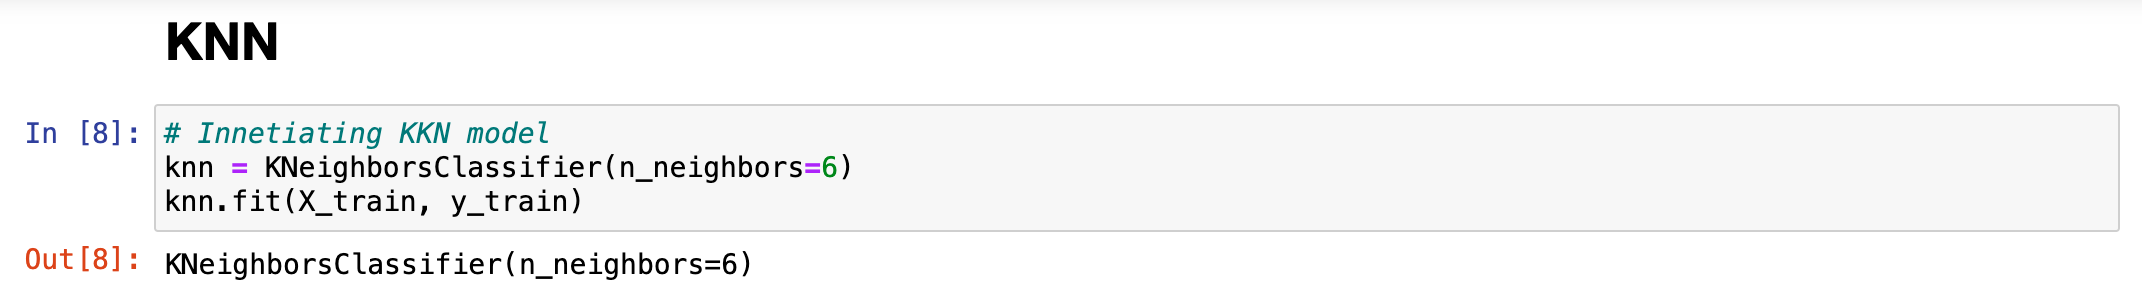 KNN
In [8]:
# Innetiating KKN model
knn = KNeighborsClassifier(n_neighbors=6)
knn.fit(X_train, y_train)
Out[8]:
KNeighborsClassifier(n_neighbors=6)